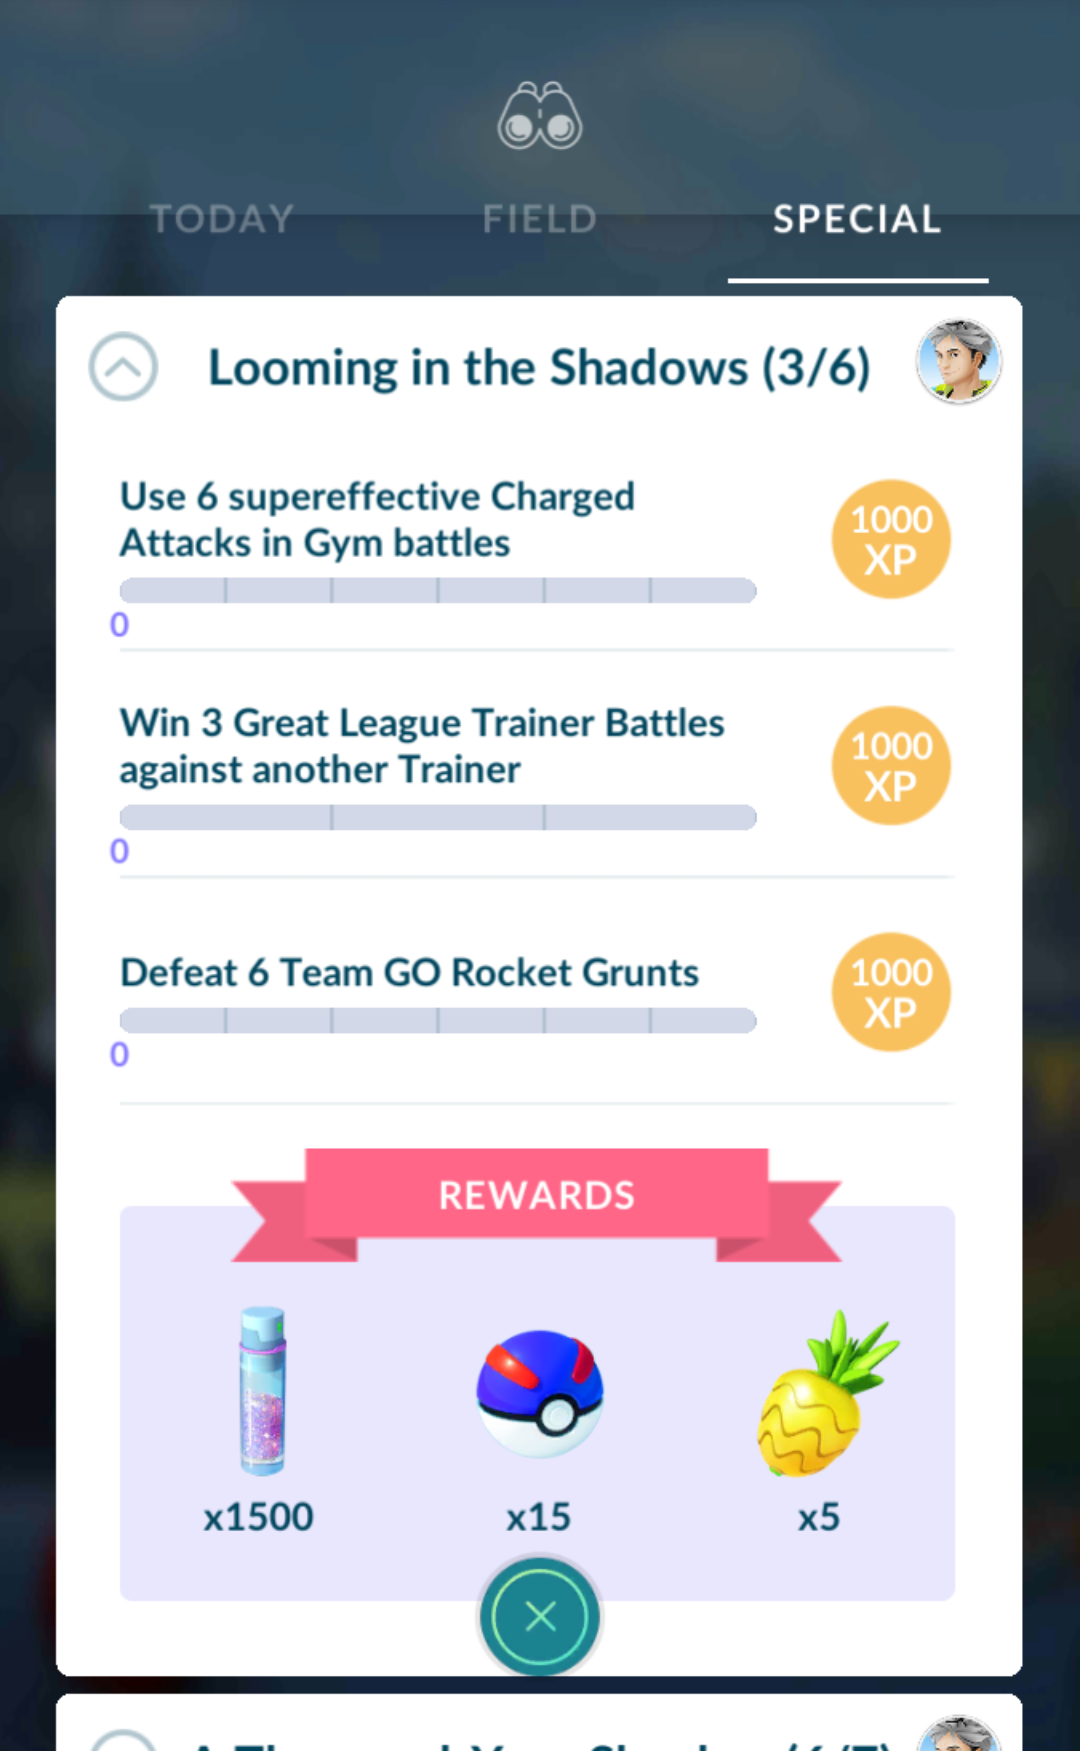 TODAY FIELD SPECIAL
Looming in the Shadows (3/6)
Use 6 supereffective Charged
Attacks in Gym battles
1000
XP
0
Win 3 Great League Trainer Battles
against another Trainer
1000
XP
0
Defeat 6 Team GO Rocket Grunts
1000
XP
0
REWARDS
x1500 x15 x5